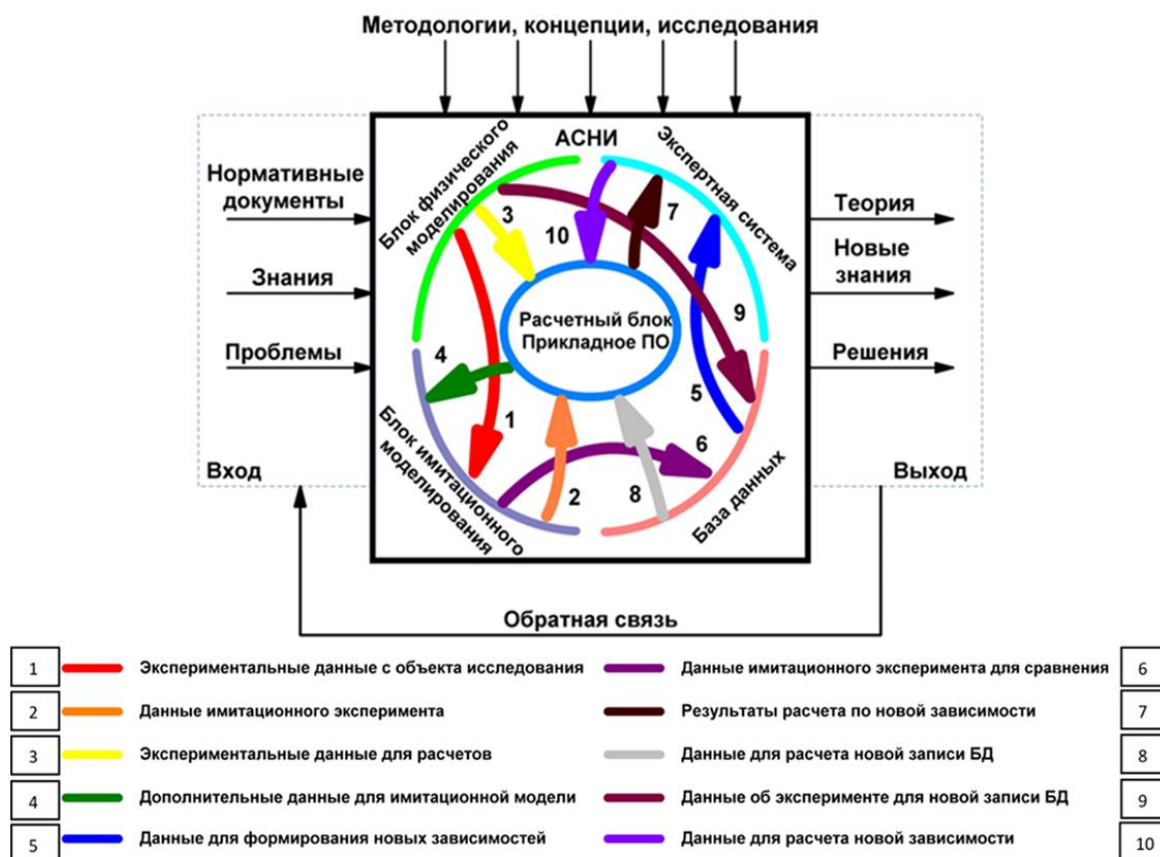 Методологии, концепции, исследования
АСНИ
Блок физического
моделирования
Экспертная система
Нормативные
документы
Знания
Проблемы
Вход
3
10
7
9
4
1
2
8
6
5
Расчетный блок
Прикладное ПО
Блок имитационного
моделирования
База данных
Теория
Новые
знания
Решения
Выход
Обратная связь
1 Экспериментальные данные с объекта исследования
2 Данные имитационного эксперимента
3 Экспериментальные данные для расчетов
4 Дополнительные данные для имитационной модели
5 Данные для формирования новых зависимостей
Данные имитационного эксперимента для сравнения 6
Результаты расчета по новой зависимости 7
Данные для расчета новой записи БД 8
Данные об эксперименте для новой записи БД 9
Данные для расчета новой зависимости 10